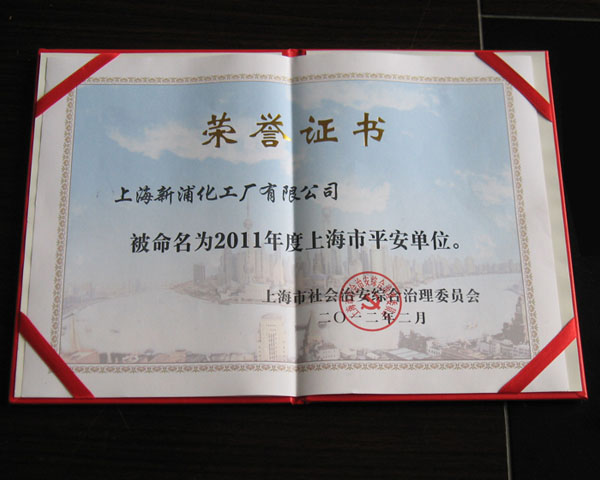 荣誉证书
上海新浦化工厂有限公司
被命名为2011年度上海市平安单位。
上海市社会治安综合治理委员会
二〇一二年二月